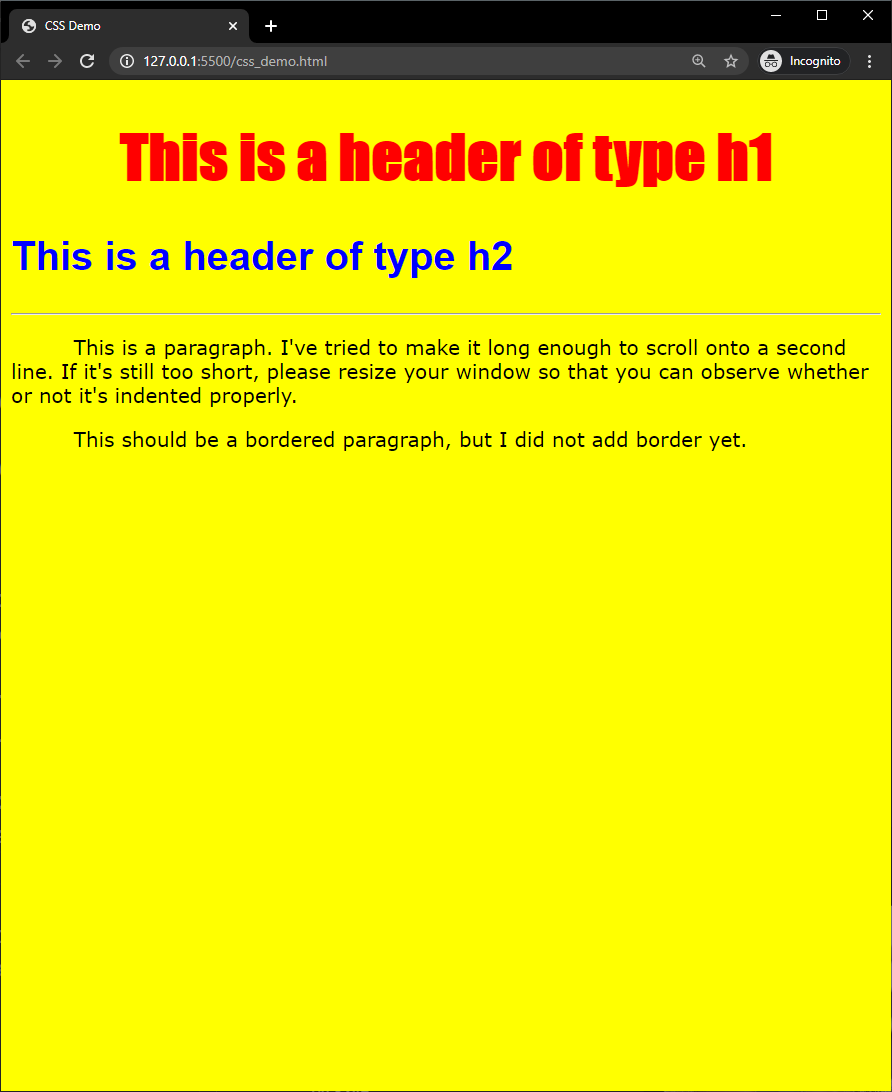 CSS Demo
127.0.0.1:5500/css_demo.html
Incognito
This is a header of type h1
This is a header of type h2
This is a paragraph. I've tried to make it long enough to scroll onto a second
line. If it's still too short, please resize your window so that you can observe whether
or not it's indented properly.
This should be a bordered paragraph, but I did not add border yet.